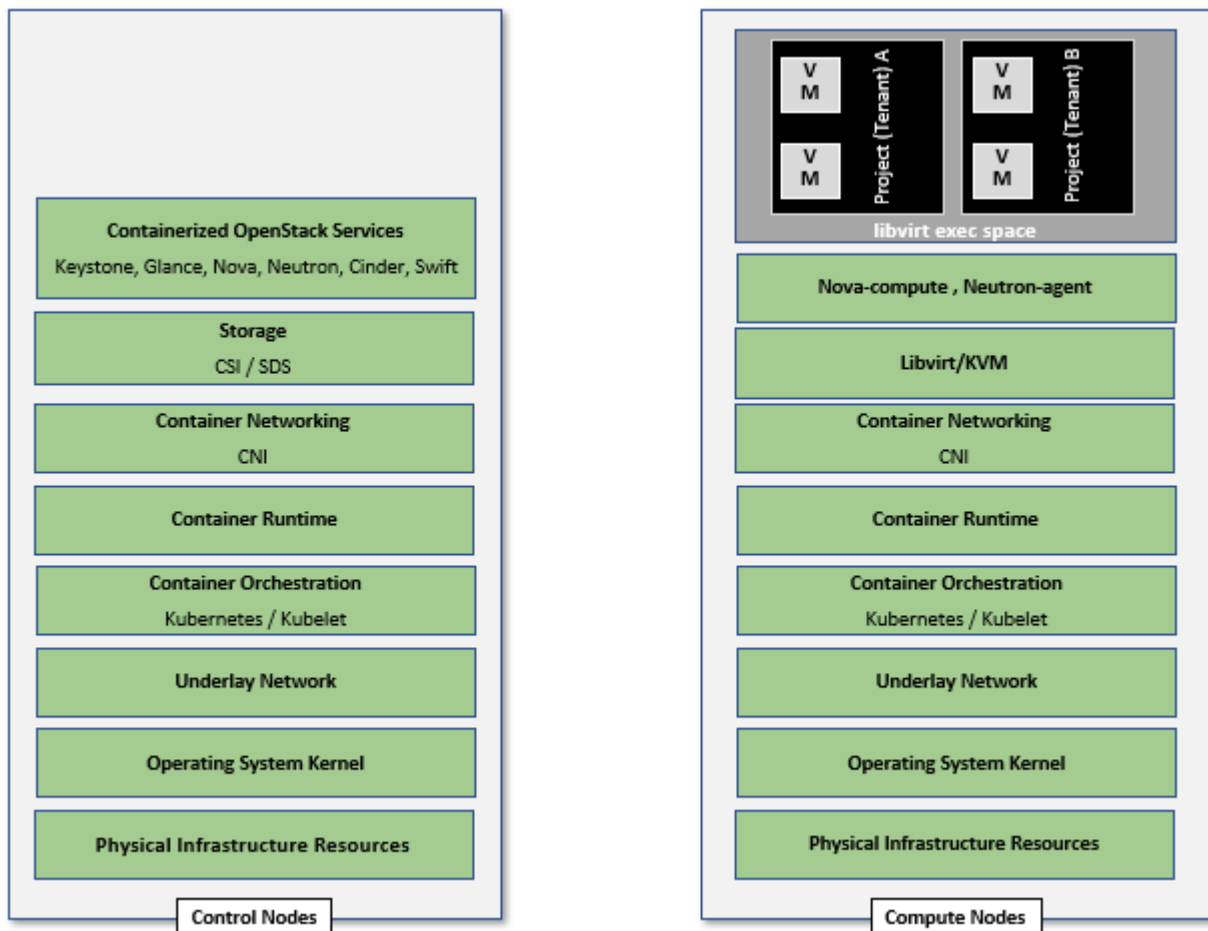 Containerized OpenStack Services
Keystone, Glance, Nova, Neutron, Cinder, Swift
Storage
CSI / SDS
Container Networking
CNI
Container Runtime
Container Orchestration
Kubernetes / Kubelet
Underlay Network
Operating System Kernel
Physical Infrastructure Resources
Control Nodes
V
M
V
M
Project (Tenant) A
V
M
V
M
Project (Tenant) B
libvirt exec space
Nova-compute , Neutron-agent
Libvirt/KVM
Container Networking
CNI
Container Runtime
Container Orchestration
Kubernetes / Kubelet
Underlay Network
Operating System Kernel
Physical Infrastructure Resources
Compute Nodes